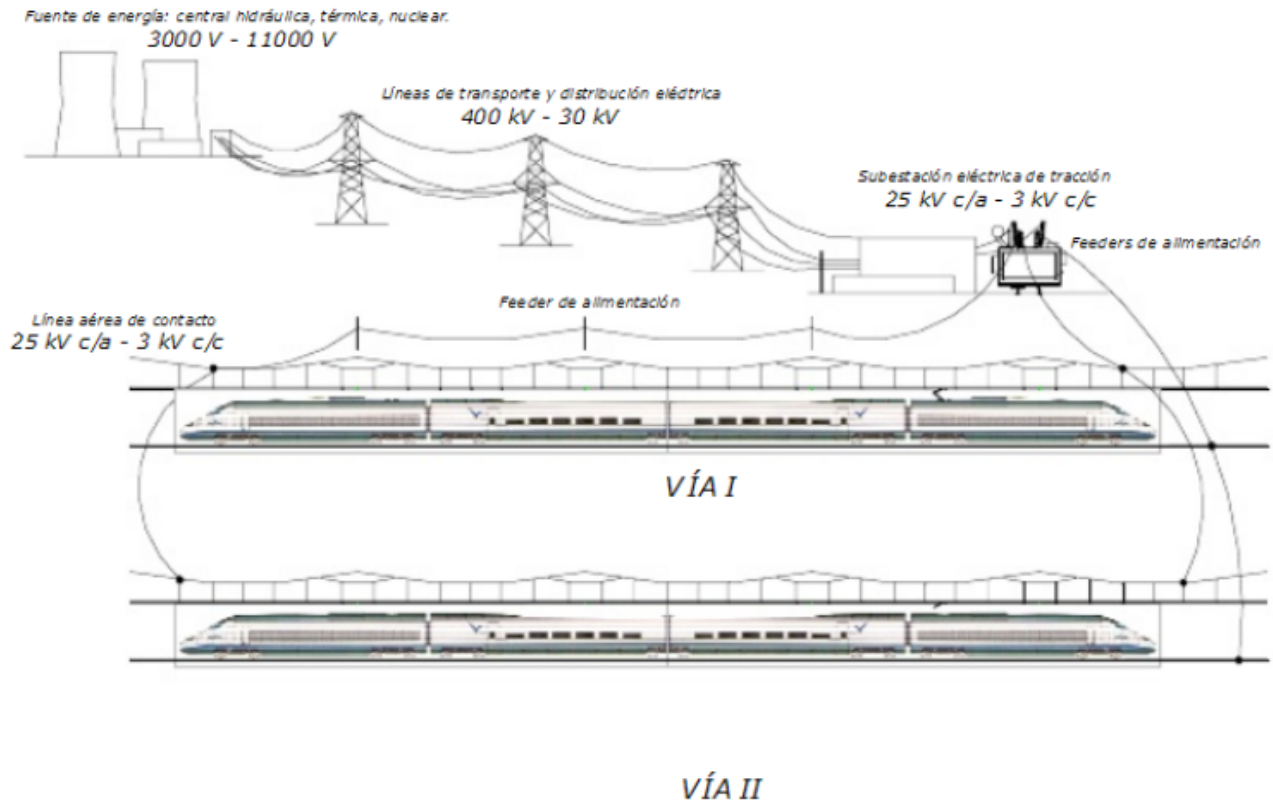 Fuente de energía: central hidráulica, térmica, nuclear.
3000 V - 11000 V
Líneas de transporte y distribución eléctrica
400 kV - 30 kV
Subestación eléctrica de tracción
25 kV c/a - 3 kV c/c
Feeders de alimentación
Feeder de alimentación
Línea aérea de contacto
25 kV c/a - 3 kV c/c
VÍA I
VÍA II